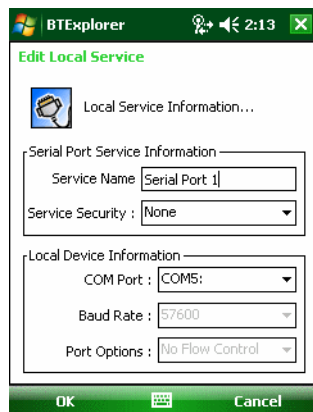 BTExplorer 2:13
Edit Local Service
Local Service Information...
Serial Port Service Information
Service Name Serial Port 1
Service Security : None
Local Device Information
COM Port : COM5:
Baud Rate : 57600
Port Options : No Flow Control
OK Cancel